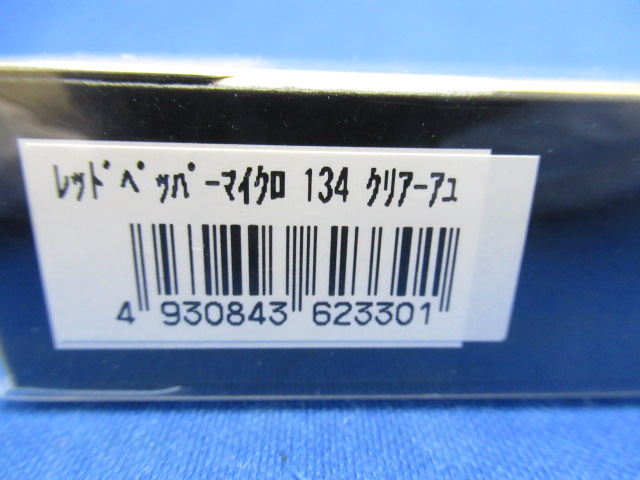 ﾚｯﾄﾞﾍﾟｯﾊﾟｰﾏｲｸﾛ 134 ｸﾘｱｰｱﾕ
4 930843 623301